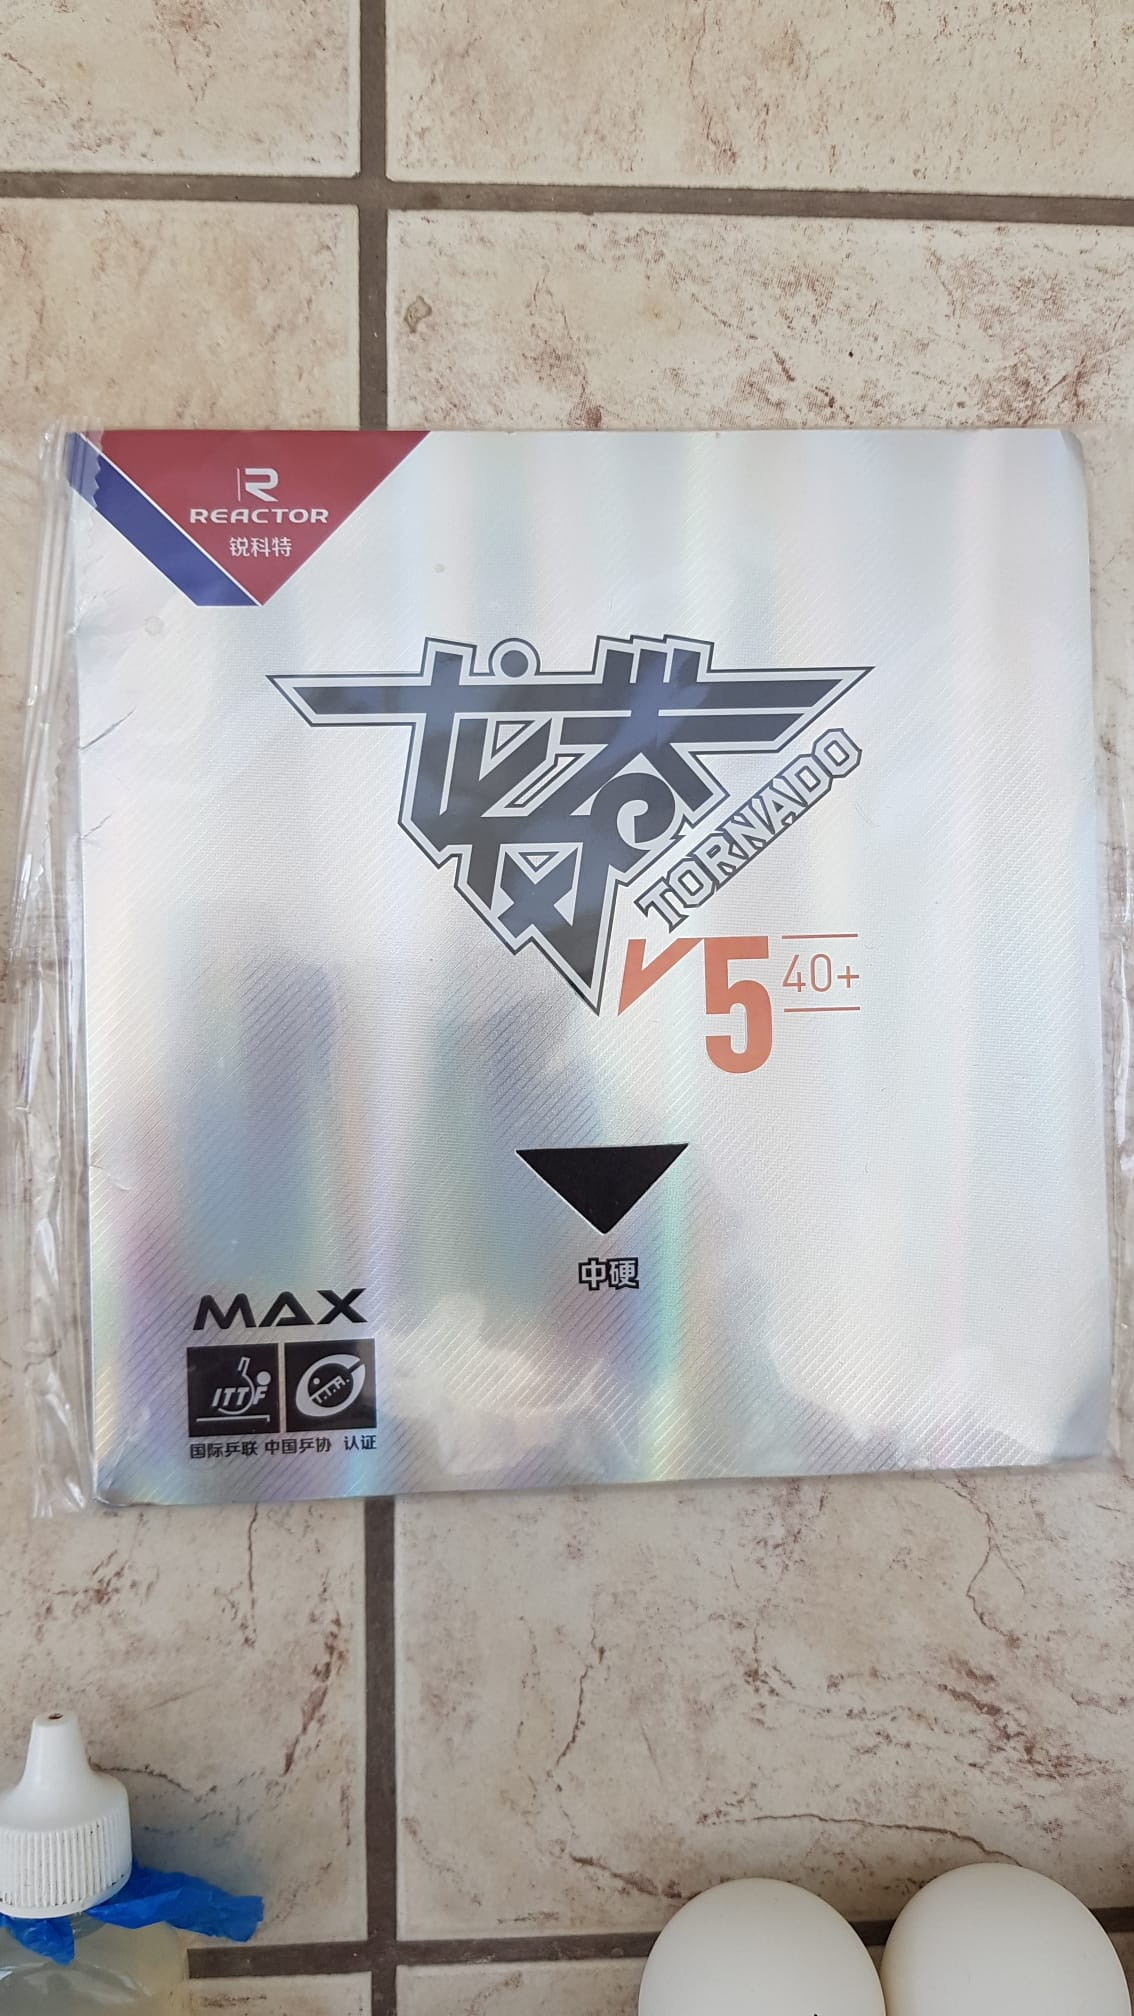 R
REACTOR
锐科特
TORNADO
V5 40+
中硬
MAX
ITTF T.T.A.
国际乒联 中国乒协 认证